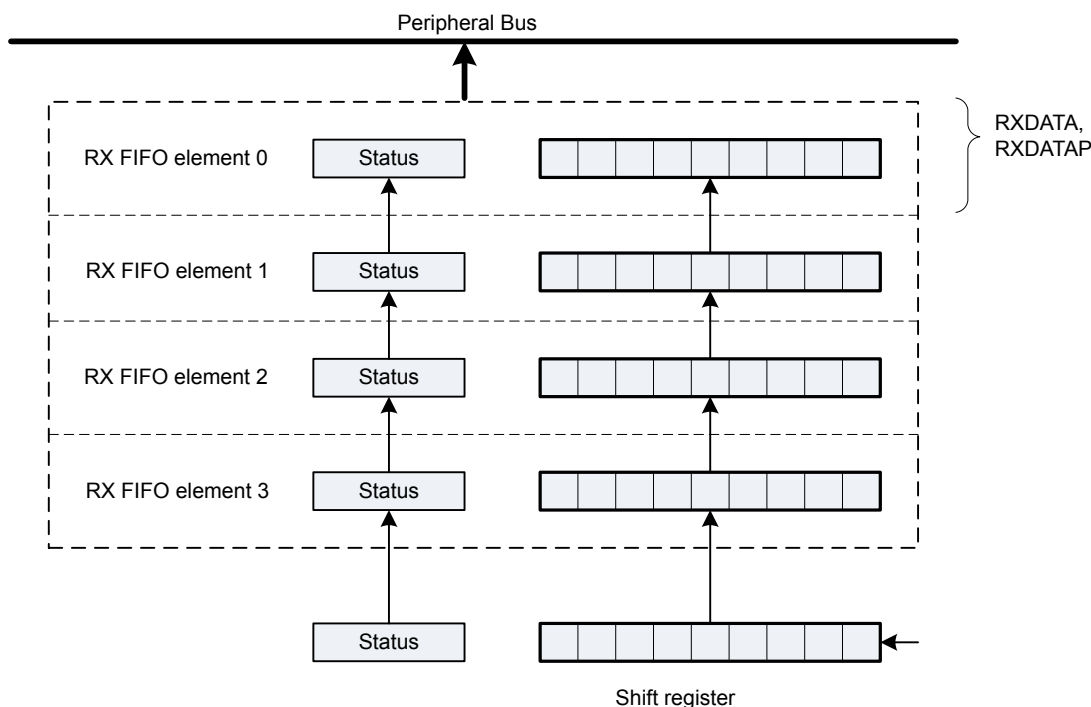 Peripheral Bus
RXDATA,
RXDATAP
RX FIFO element 0
Status
RX FIFO element 1
Status
RX FIFO element 2
Status
RX FIFO element 3
Status
Status
Shift register